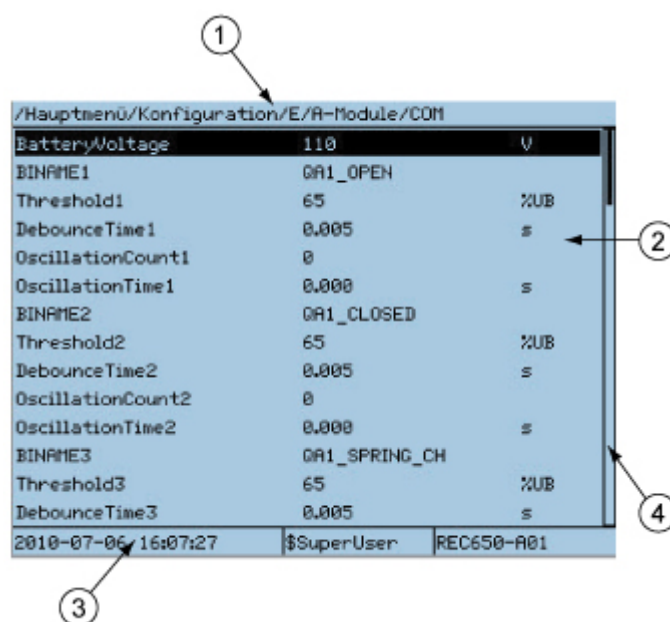 1
/Hauptmenü/Konfiguration/E/A-Module/COM
BatteryVoltage 110 V
BINAME1 QA1_OPEN
Threshold1 65 %UB
DebounceTime1 0.005 s
2
OscillationCount1 0
OscillationTime1 0.000 s
BINAME2 QA1_CLOSED
Threshold2 65 %UB
DebounceTime2 0.005 s
OscillationCount2 0
OscillationTime2 0.000 s
BINAME3 QA1_SPRING_CH
Threshold3 65 %UB
4
DebounceTime3 0.005 s
2010-07-06 16:07:27 $SuperUser REC650-A01
3